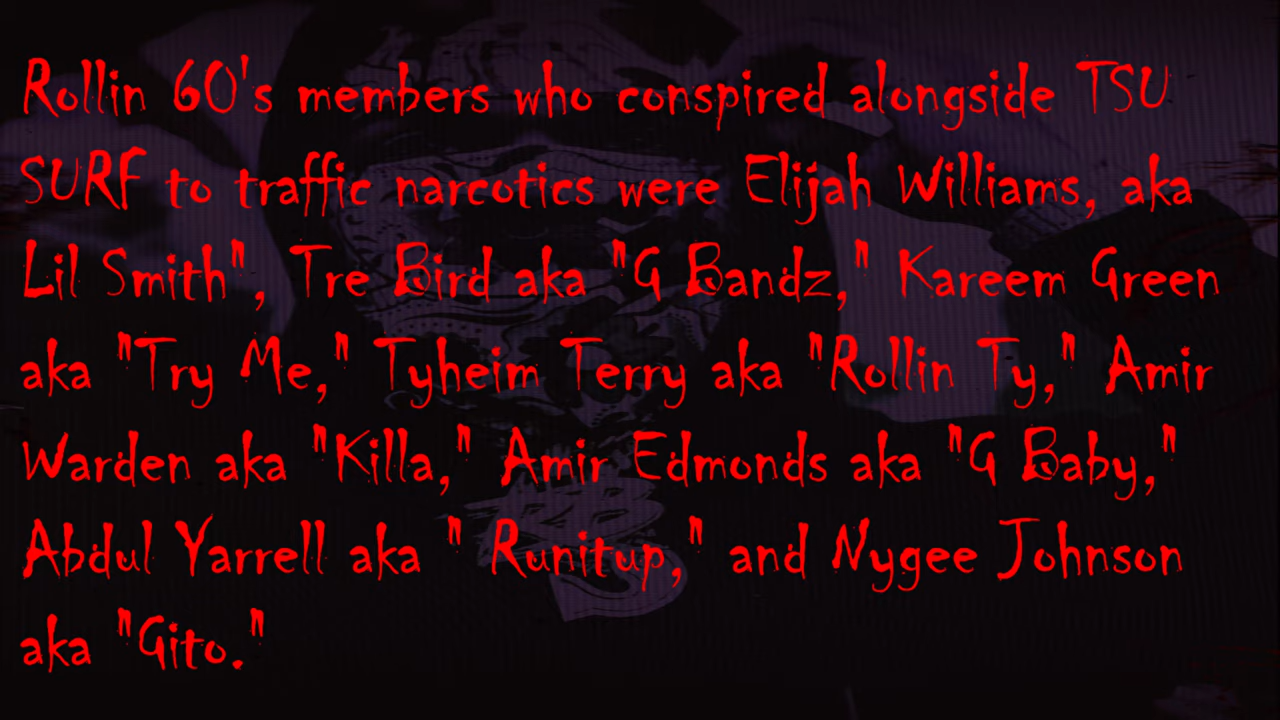 Rollin 60's members who conspired alongside TSU
SURF to traffic narcotics were Elijah Williams, aka
Lil Smith", Tre Bird aka "G Bandz," Kareem Green
aka "Try Me," Tyheim Terry aka "Rollin Ty," Amir
Warden aka "Killa," Amir Edmonds aka "G Baby,"
Abdul Yarrell aka " Runitup," and Nygee Johnson
aka "Gito."